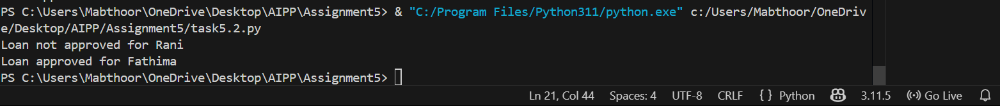 PS C:\Users\Mabthoor\OneDrive\Desktop\AIPP\Assignment5> & "C:/Program Files/Python311/python.exe" c:/Users/Mabthoor/OneDriv
e/Desktop/AIPP/Assignment5/task5.2.py
Loan not approved for Rani
Loan approved for Fathima
PS C:\Users\Mabthoor\OneDrive\Desktop\AIPP\Assignment5>
Ln 21, Col 44 Spaces: 4 UTF-8 CRLF { } Python 3.11.5 Go Live